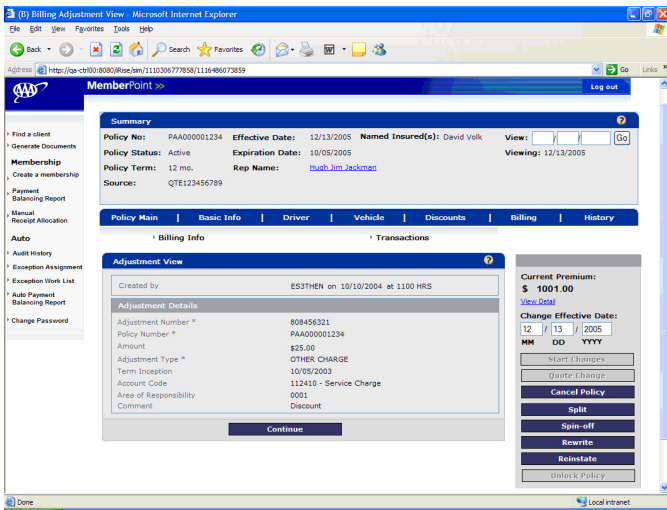 (B) Billing Adjustment View - Microsoft Internet Explorer
File Edit View Favorites Tools Help
Back Search Favorites
Address http://qa-ctrl00:8080/iRise/sim/1110306777858/1116486073859 Go Links
MemberPoint >> Log out
Find a client
Generate Documents
Membership
Create a membership
Payment
Balancing Report
Manual
Receipt Allocation
Auto
Audit History
Exception Assignment
Exception Work List
Auto Payment
Balancing Report
Change Password
Summary ?
Policy No: PAA000001234 Effective Date: 12/13/2005 Named Insured(s): David Volk View: / / Go
Policy Status: Active Expiration Date: 10/05/2005 Viewing: 12/13/2005
Policy Term: 12 mo. Rep Name: Hugh Jim Jackman
Source: QTE123456789
Policy Main | Basic Info | Driver | Vehicle | Discounts | Billing | History
Billing Info Transactions
Adjustment View ?
Created by ES3THEN on 10/10/2004 at 1100 HRS
Adjustment Details
Adjustment Number * 808456321
Policy Number * PAA000001234
Amount $25.00
Adjustment Type * OTHER CHARGE
Term Inception 10/05/2003
Account Code 112410 - Service Charge
Area of Responsibility 0001
Comment Discount
Continue
Current Premium:
$ 1001.00
View Detail
Change Effective Date:
12 / 13 / 2005
MM DD YYYY
Start Changes
Quote Change
Cancel Policy
Split
Spin-off
Rewrite
Reinstate
Unlock Policy
Done Local intranet